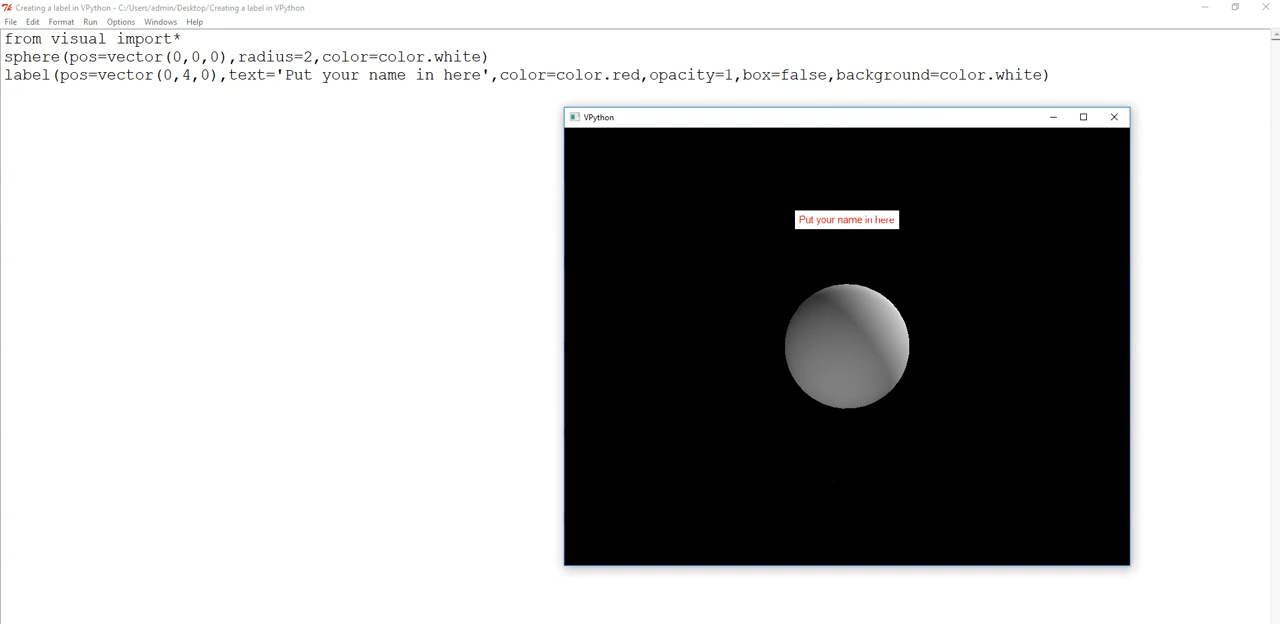 Creating a label in VPython - C:/Users/admin/Desktop/Creating a label in VPython
File Edit Format Run Options Windows Help
from visual import*
sphere(pos=vector(0,0,0),radius=2,color=color.white)
label(pos=vector(0,4,0),text='Put your name in here',color=color.red,opacity=1,box=false,background=color.white)
VPython
Put your name in here